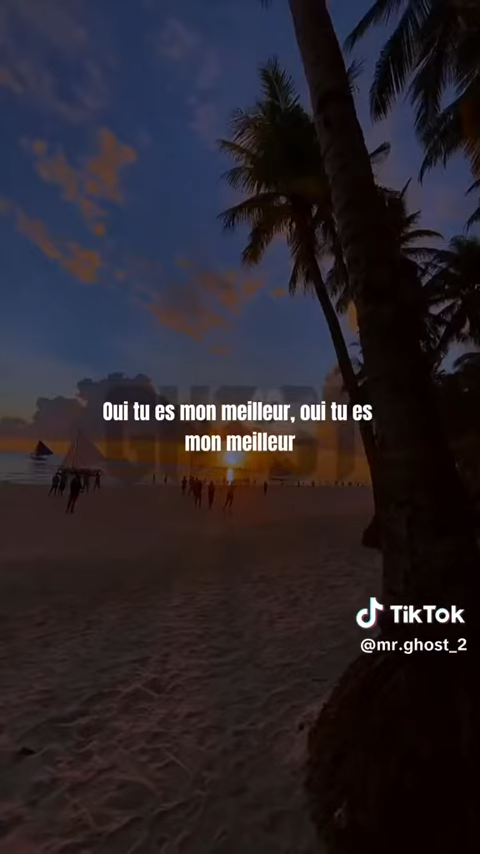 Oui tu es mon meilleur, oui tu es
mon meilleur
TikTok
@mr.ghost_2